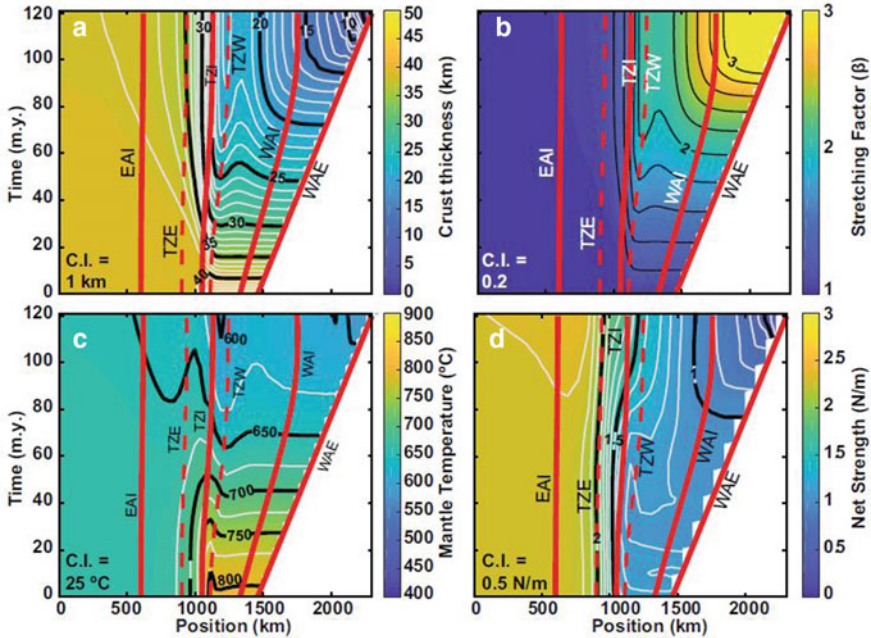 a
b
c
d
120
100
80
60
40
20
0
Time (m.y.)
EAI
TZE
TZI
TZW
WAI
WAE
30
20
15
10
25
30
35
40
C.I. =
1 km
50
45
40
35
30
25
20
15
10
5
0
Crust thickness (km)
EAI
TZE
TZI
TZW
WAI
WAE
3
2
C.I. =
0.2
3
2
1
Stretching Factor (β)
120
100
80
60
40
20
0
Time (m.y.)
EAI
TZE
TZI
TZW
WAI
WAE
600
650
700
750
800
C.I. =
25 ºC
0
500
1000
1500
2000
Position (km)
900
850
800
750
700
650
600
550
500
450
400
Mantle Temperature (ºC)
EAI
TZE
TZI
TZW
WAI
WAE
1
1.5
2
C.I. =
0.5 N/m
0
500
1000
1500
2000
Position (km)
3
2.5
2
1.5
1
0.5
0
Net Strength (N/m)